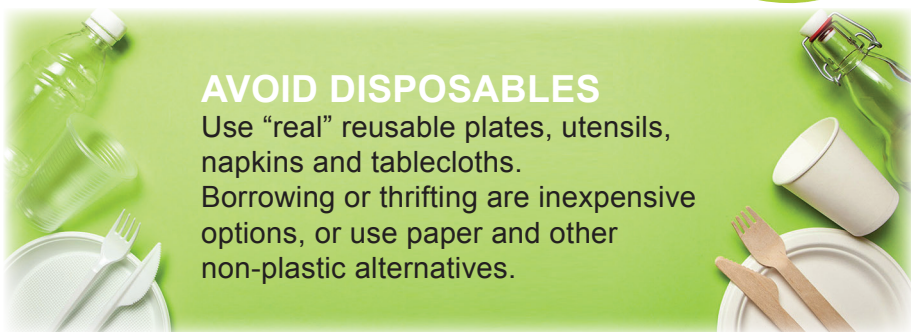 AVOID DISPOSABLES
Use “real” reusable plates, utensils,
napkins and tablecloths.
Borrowing or thrifting are inexpensive
options, or use paper and other
non-plastic alternatives.